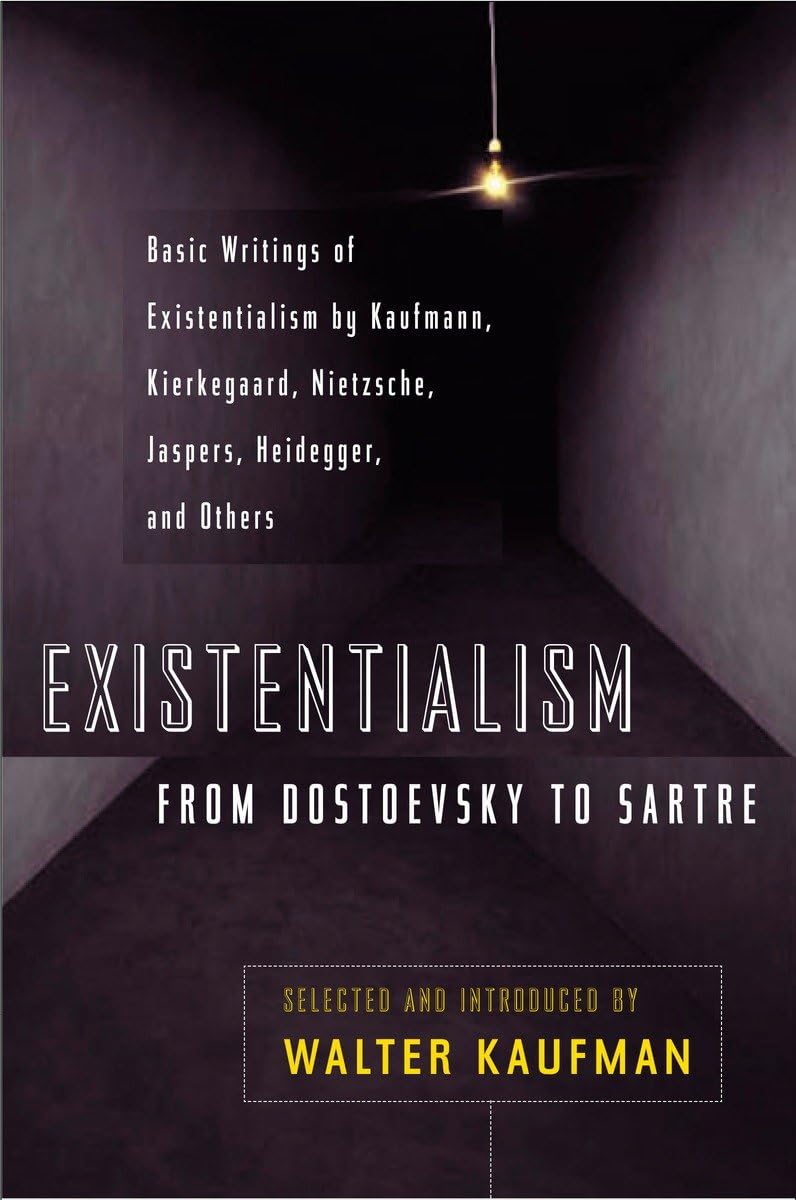 Basic Writings of
Existentialism by Kaufmann,
Kierkegaard, Nietzsche,
Jaspers, Heidegger,
and Others
EXISTENTIALISM
FROM DOSTOEVSKY TO SARTRE
SELECTED AND INTRODUCED BY
WALTER KAUFMAN